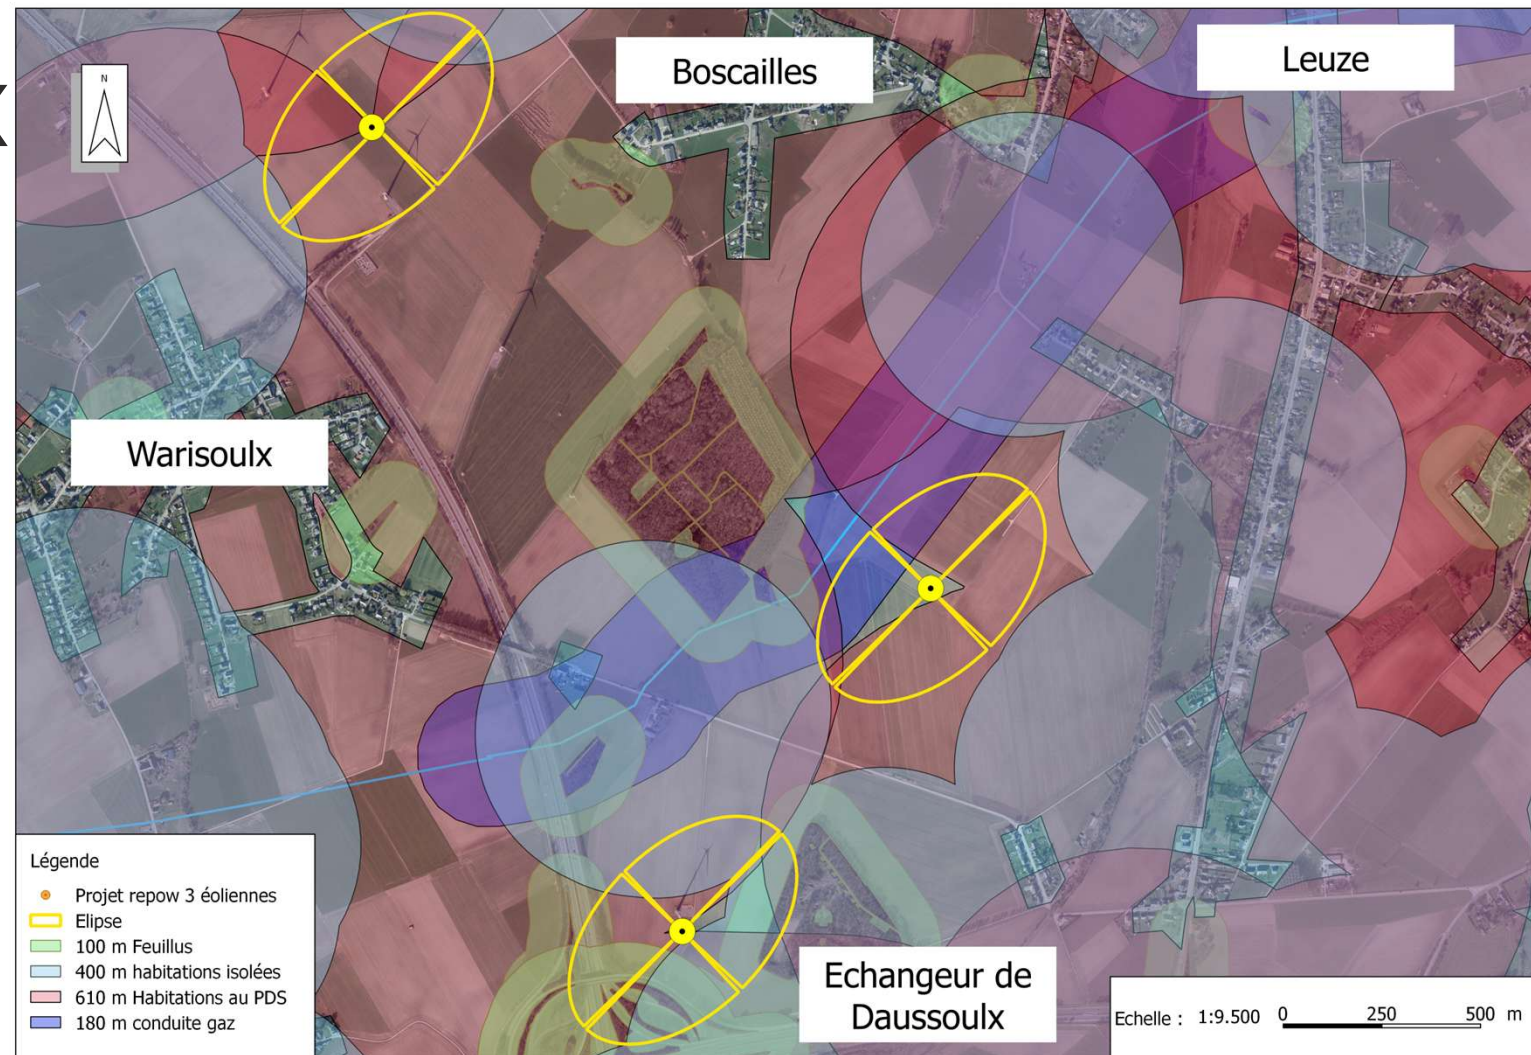 X
N
Boscailles
Leuze
Warisoulx
Légende
Projet repow 3 éoliennes
Elipse
100 m Feuillus
400 m habitations isolées
610 m Habitations au PDS
180 m conduite gaz
Echangeur de
Daussoulx
Echelle : 1:9.500 0 250 500 m